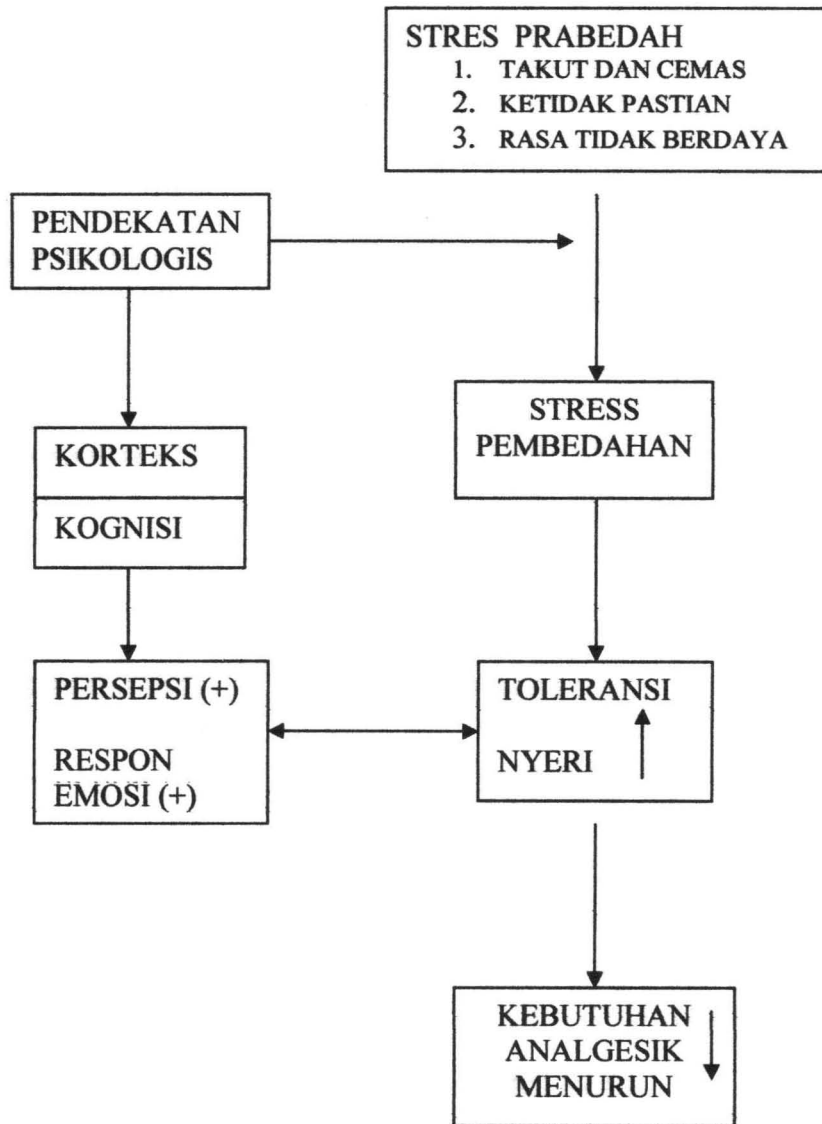 STRES PRABEDAH
1. TAKUT DAN CEMAS
2. KETIDAK PASTIAN
3. RASA TIDAK BERDAYA
PENDEKATAN
PSIKOLOGIS
STRESS
PEMBEDAHAN
KORTEKS
KOGNISI
PERSEPSI (+)
RESPON
EMOSI (+)
TOLERANSI
NYERI
KEBUTUHAN
ANALGESIK
MENURUN